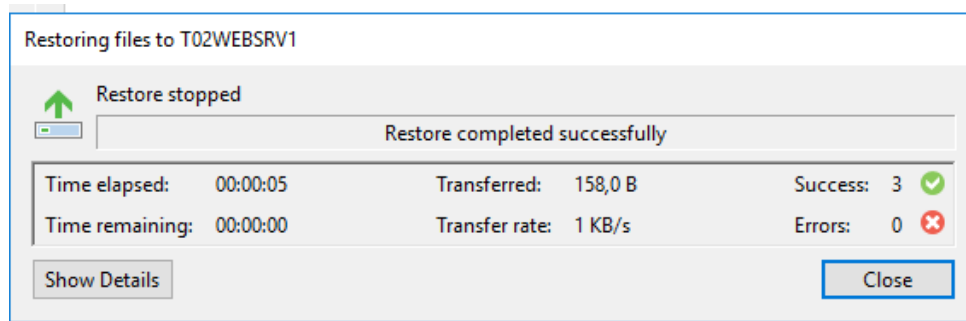 Restoring files to T02WEBSRV1
Restore stopped
Restore completed successfully
Time elapsed: 00:00:05 Transferred: 158,0 B Success: 3
Time remaining: 00:00:00 Transfer rate: 1 KB/s Errors: 0
Show Details Close